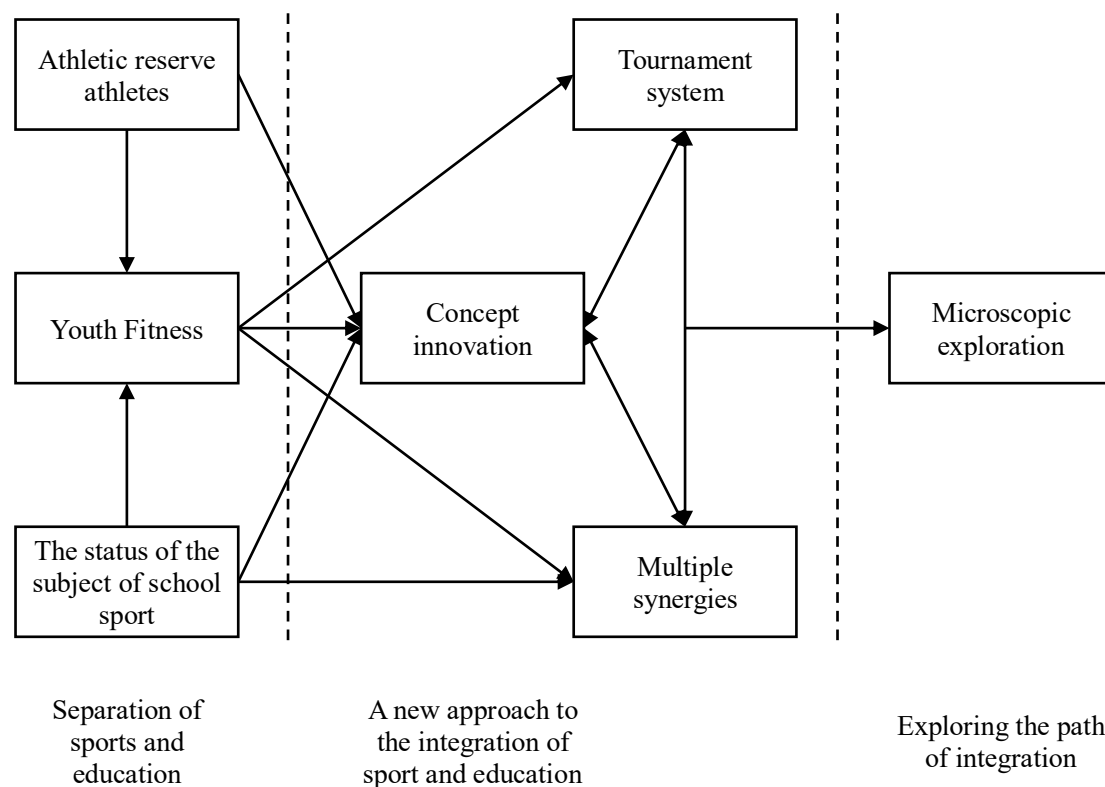 Athletic reserve
athletes
Tournament
system
Youth Fitness
Concept
innovation
Microscopic
exploration
The status of the
subject of school
sport
Multiple
synergies
Separation of
sports and
education
A new approach to
the integration of
sport and education
Exploring the path
of integration